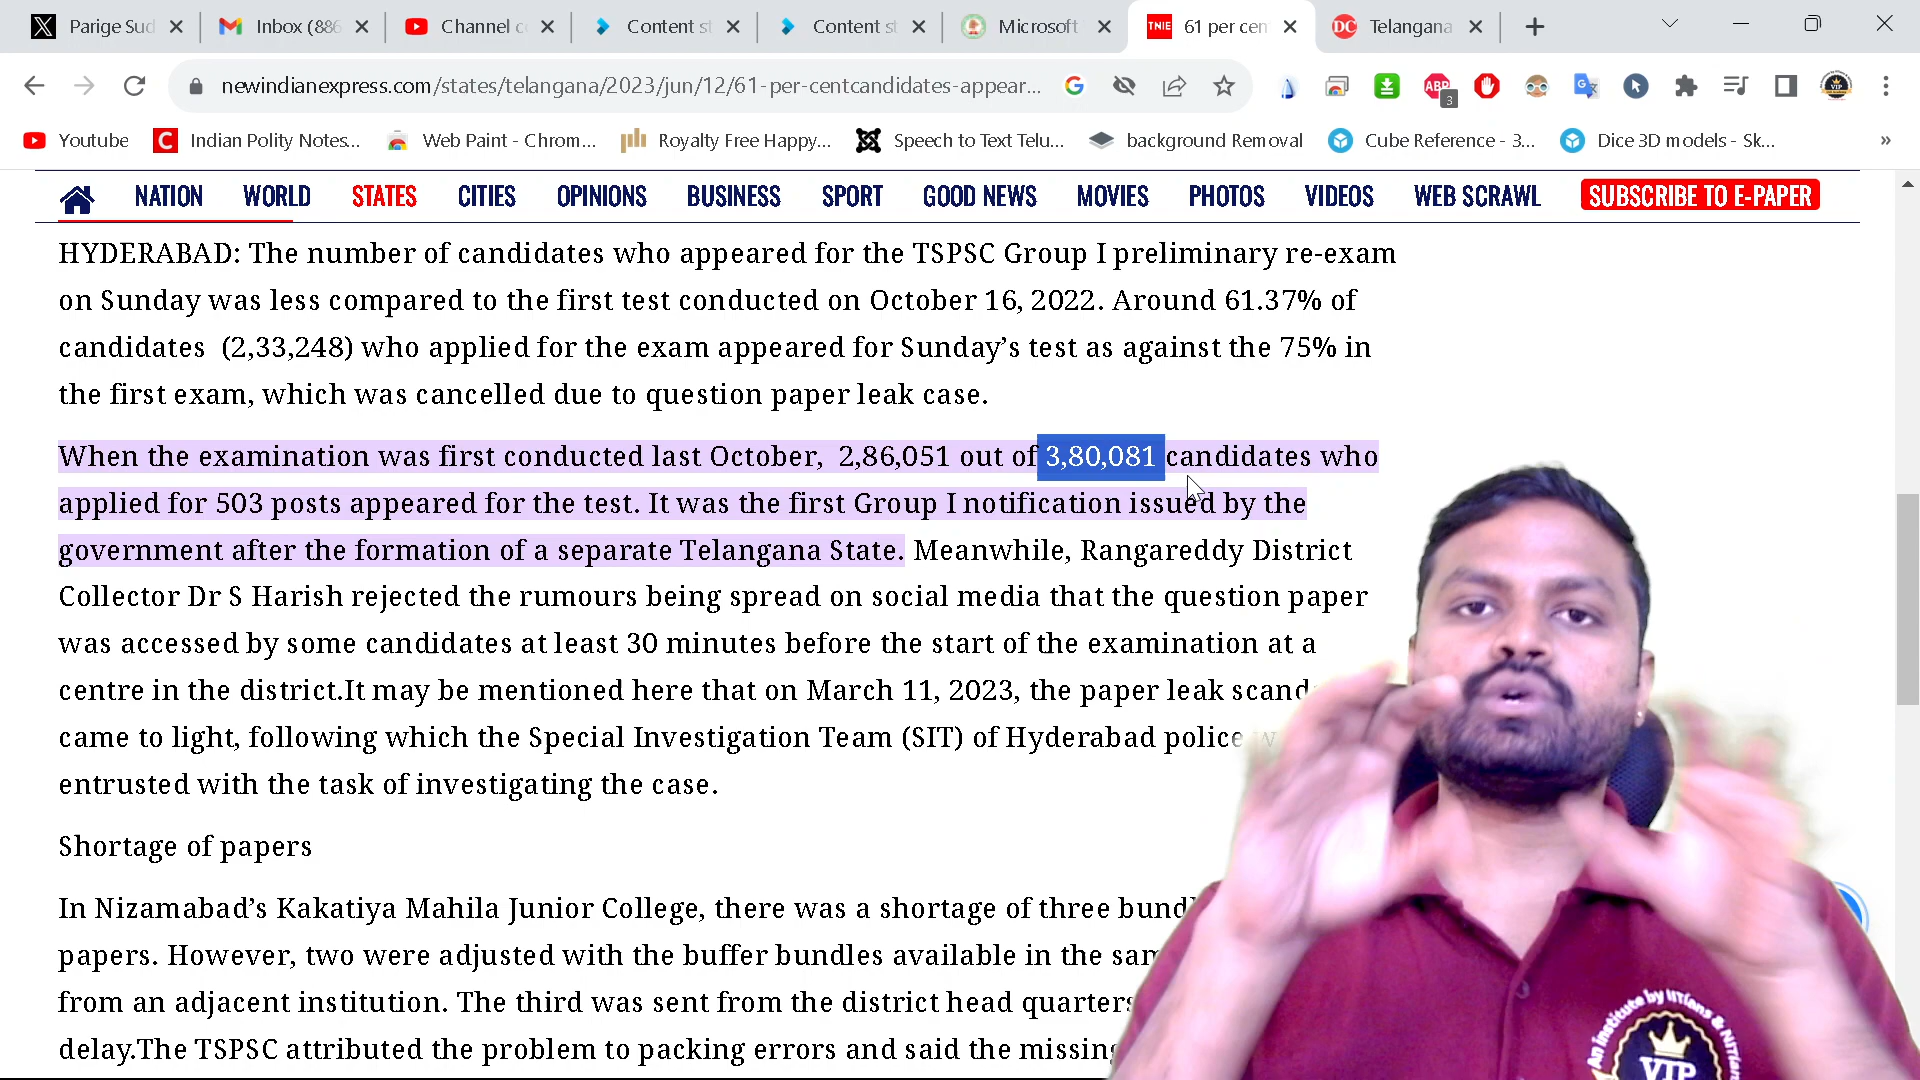 Parige Sud
Inbox (886
Channel c
Content st
Content st
Microsoft
TNIE 61 per cen
DC Telangana
newindianexpress.com/states/telangana/2023/jun/12/61-per-centcandidates-appear...
ABP
3
Youtube
Indian Polity Notes...
Web Paint - Chrom...
Royalty Free Happy...
Speech to Text Telu...
background Removal
Cube Reference - 3...
Dice 3D models - Sk...
NATION WORLD STATES CITIES OPINIONS BUSINESS SPORT GOOD NEWS MOVIES PHOTOS VIDEOS WEB SCRAWL SUBSCRIBE TO E-PAPER
HYDERABAD: The number of candidates who appeared for the TSPSC Group I preliminary re-exam
on Sunday was less compared to the first test conducted on October 16, 2022. Around 61.37% of
candidates (2,33,248) who applied for the exam appeared for Sunday’s test as against the 75% in
the first exam, which was cancelled due to question paper leak case.
When the examination was first conducted last October, 2,86,051 out of 3,80,081 candidates who
applied for 503 posts appeared for the test. It was the first Group I notification issued by the
government after the formation of a separate Telangana State. Meanwhile, Rangareddy District
Collector Dr S Harish rejected the rumours being spread on social media that the question paper
was accessed by some candidates at least 30 minutes before the start of the examination at a
centre in the district.It may be mentioned here that on March 11, 2023, the paper leak scand
came to light, following which the Special Investigation Team (SIT) of Hyderabad police w
entrusted with the task of investigating the case.
Shortage of papers
In Nizamabad’s Kakatiya Mahila Junior College, there was a shortage of three bundl
papers. However, two were adjusted with the buffer bundles available in the sam
from an adjacent institution. The third was sent from the district head quarters
delay.The TSPSC attributed the problem to packing errors and said the missing
An institute by IITians & NITians
VIP